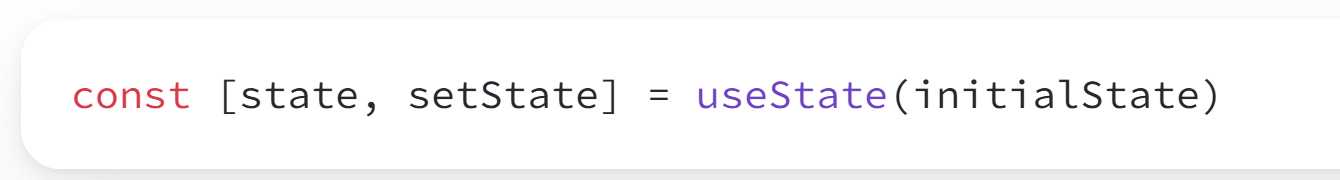 const [state, setState] = useState(initialState)